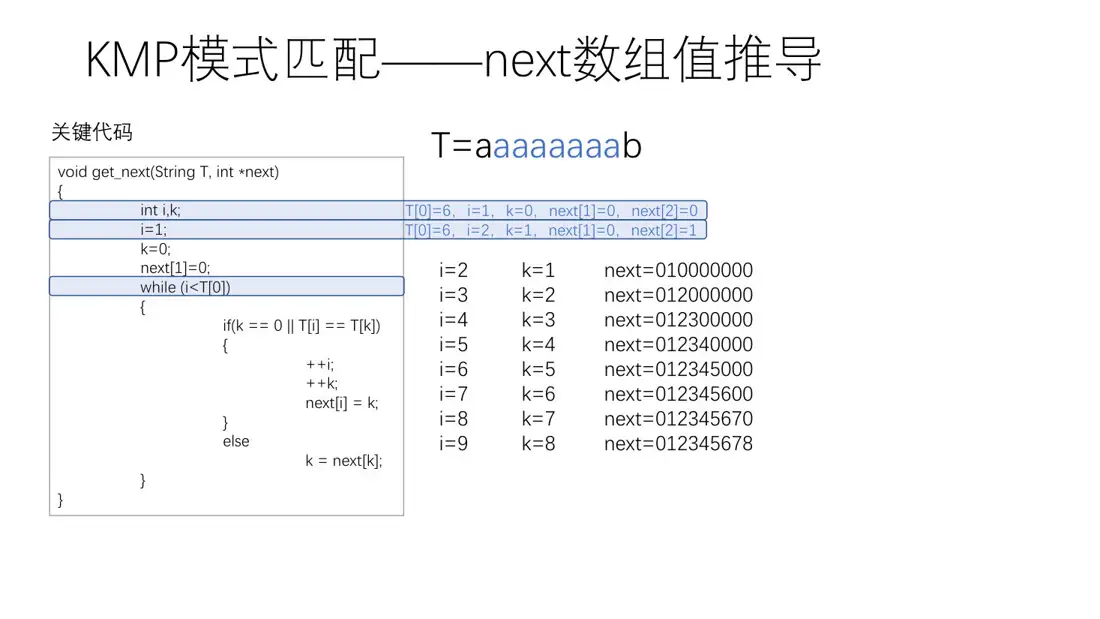 KMP模式匹配——next数组值推导
关键代码
T=aaaaaaaab
void get_next(String T, int *next)
{
int i,k;
T[0]=6, i=1, k=0, next[1]=0, next[2]=0
i=1;
T[0]=6, i=2, k=1, next[1]=0, next[2]=1
k=0;
next[1]=0;
while (i<T[0])
{
if(k == 0 || T[i] == T[k])
{
++i;
++k;
next[i] = k;
}
else
k = next[k];
}
}
i=2 k=1 next=010000000
i=3 k=2 next=012000000
i=4 k=3 next=012300000
i=5 k=4 next=012340000
i=6 k=5 next=012345000
i=7 k=6 next=012345600
i=8 k=7 next=012345670
i=9 k=8 next=012345678